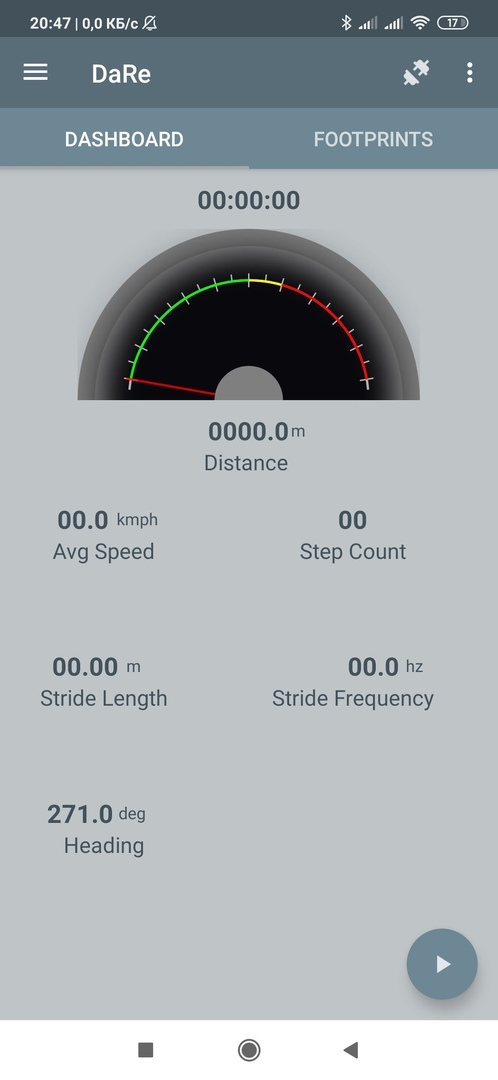 20:47 | 0,0 КБ/с
17
DaRe
DASHBOARD
FOOTPRINTS
00:00:00
0000.0 m
Distance
00.0 kmph
Avg Speed
00
Step Count
00.00 m
Stride Length
00.0 hz
Stride Frequency
271.0 deg
Heading